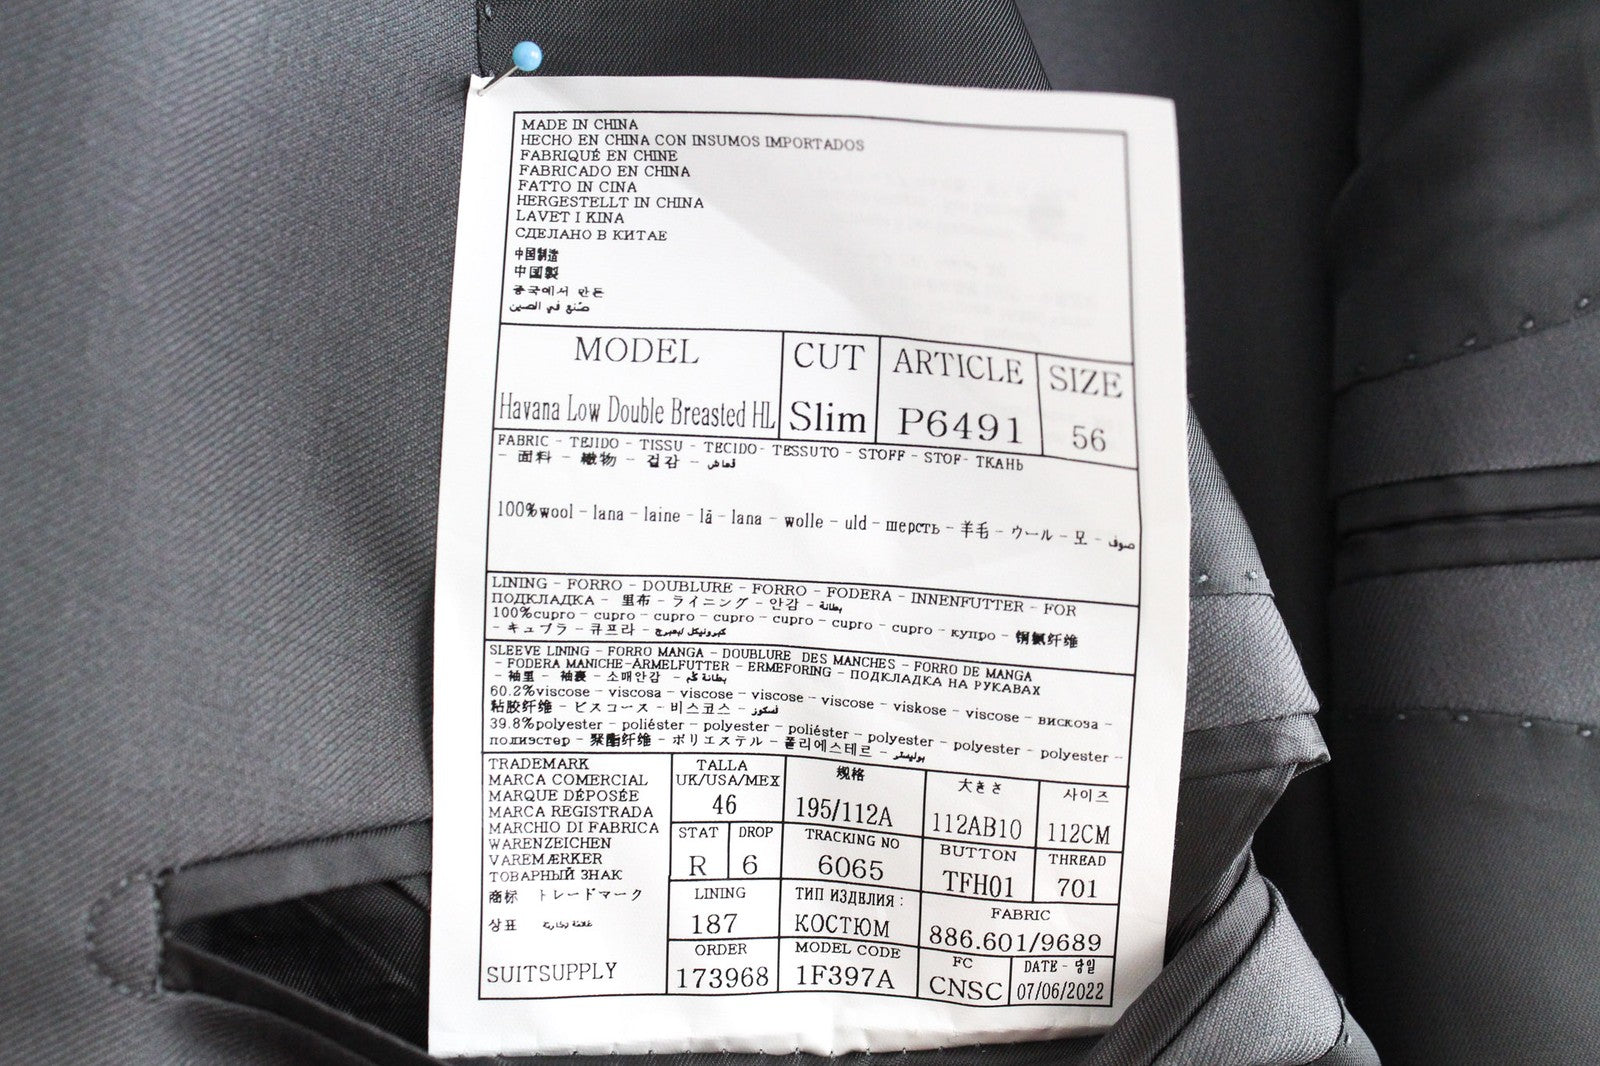 MADE IN CHINA
HECHO EN CHINA CON INSUMOS IMPORTADOS
FABRIQUÉ EN CHINE
FABRICADO EN CHINA
FATTO IN CINA
HERGESTELLT IN CHINA
LAVET I KINA
СДЕЛАНО В КИТАЕ
中国制造
中国製
중국에서 만든
صنع في الصين
MODEL CUT ARTICLE SIZE
Havana Low Double Breasted HL Slim P6491 56
FABRIC - TEJIDO - TISSU - TECIDO- TESSUTO - STOFF - STOF- ТКАНЬ
- 面料 - 織物 - 겉감 - قماش
100%wool - lana - laine - lã - lana - wolle - uld - шерсть - 羊毛 - ウール - 모 - صوف
LINING - FORRO - DOUBLURE - FORRO - FODERA - INNENFUTTER - FOR
ПОДКЛАДКА - 里布 - ライニング - 안감 - بطانة
100%cupro - cupro - cupro - cupro - cupro - cupro - cupro - купро - 铜氨纤维
- キュプラ - 큐프라 -
SLEEVE LINING - FORRO MANGA - DOUBLURE DES MANCHES - FORRO DE MANGA
- FODERA MANICHE-ÄRMELFUTTER - ERMEFORING - ПОДКЛАДКА НА РУКАВАХ
- 袖里 - 袖裏 - 소매안감 - بطانة كم
60.2%viscose - viscosa - viscose - viscose - viscose - viskose - viscose - вискоза -
粘胶纤维 - ビスコース - 비스코스 - فسكوز
39.8%polyester - poliéster - polyester - poliéster - polyester - polyester - polyester -
полиэстер - 聚酯纤维 - ポリエステル - 폴리에스테르 - بوليستر
TRADEMARK
MARCA COMERCIAL
MARQUE DÉPOSÉE
MARCA REGISTRADA
MARCHIO DI FABRICA
WARENZEICHEN
VAREMÆRKER
ТОВАРНЫЙ ЗНАК
商标 トレードマーク
상표
SUITSUPPLY
TALLA
UK/USA/MEX
46
规格
195/112A
大きさ
112AB10
사이즈
112CM
STAT DROP
R 6
TRACKING NO
6065
BUTTON
TFH01
THREAD
701
LINING
187
ТИП ИЗДЕЛИЯ :
КОСТЮМ
FABRIC
886.601/9689
ORDER
173968
MODEL CODE
1F397A
FC
CNSC
DATE - 당일
07/06/2022